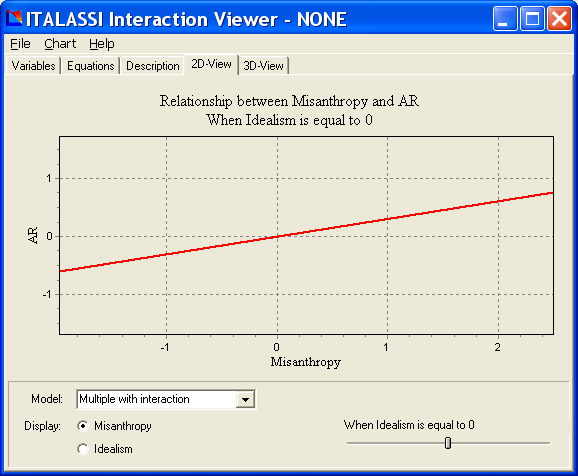 ITALASSI Interaction Viewer - NONE
File Chart Help
Variables Equations Description 2D-View 3D-View
Relationship between Misanthropy and AR
When Idealism is equal to 0
AR
1
0
-1
-1 0 1 2
Misanthropy
Model: Multiple with interaction
Display: Misanthropy
Idealism
When Idealism is equal to 0